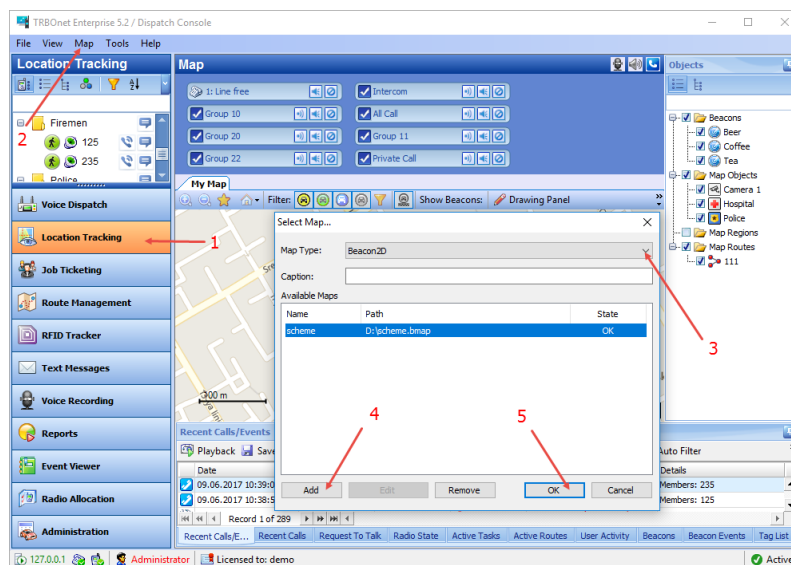 TRBOnet Enterprise 5.2 / Dispatch Console
File View Map Tools Help
Location Tracking
2
Firemen
125
235
Police
Voice Dispatch
Location Tracking
1
Job Ticketing
Route Management
RFID Tracker
Text Messages
Voice Recording
Reports
Event Viewer
Radio Allocation
Administration
Map
1: Line free
Intercom
Group 10
All Call
Group 20
Group 11
Group 22
Private Call
My Map
Filter:
Show Beacons:
Drawing Panel
Select Map...
Map Type:
Beacon2D
Caption:
Available Maps
Name Path State
scheme D:\scheme.bmap OK
3
4
5
Add Edit Remove OK Cancel
Objects
Beacons
Beer
Coffee
Tea
Map Objects
Camera 1
Hospital
Police
Map Regions
Map Routes
111
Recent Calls/Events
Playback
Auto Filter
Date
Details
09.06.2017
Members: 235
09.06.2017
Members: 125
Record 1 of 289
Recent Calls/E... Recent Calls Request To Talk Radio State Active Tasks Active Routes User Activity Beacons Beacon Events Tag List
127.0.0.1 Administrator Licensed to: demo